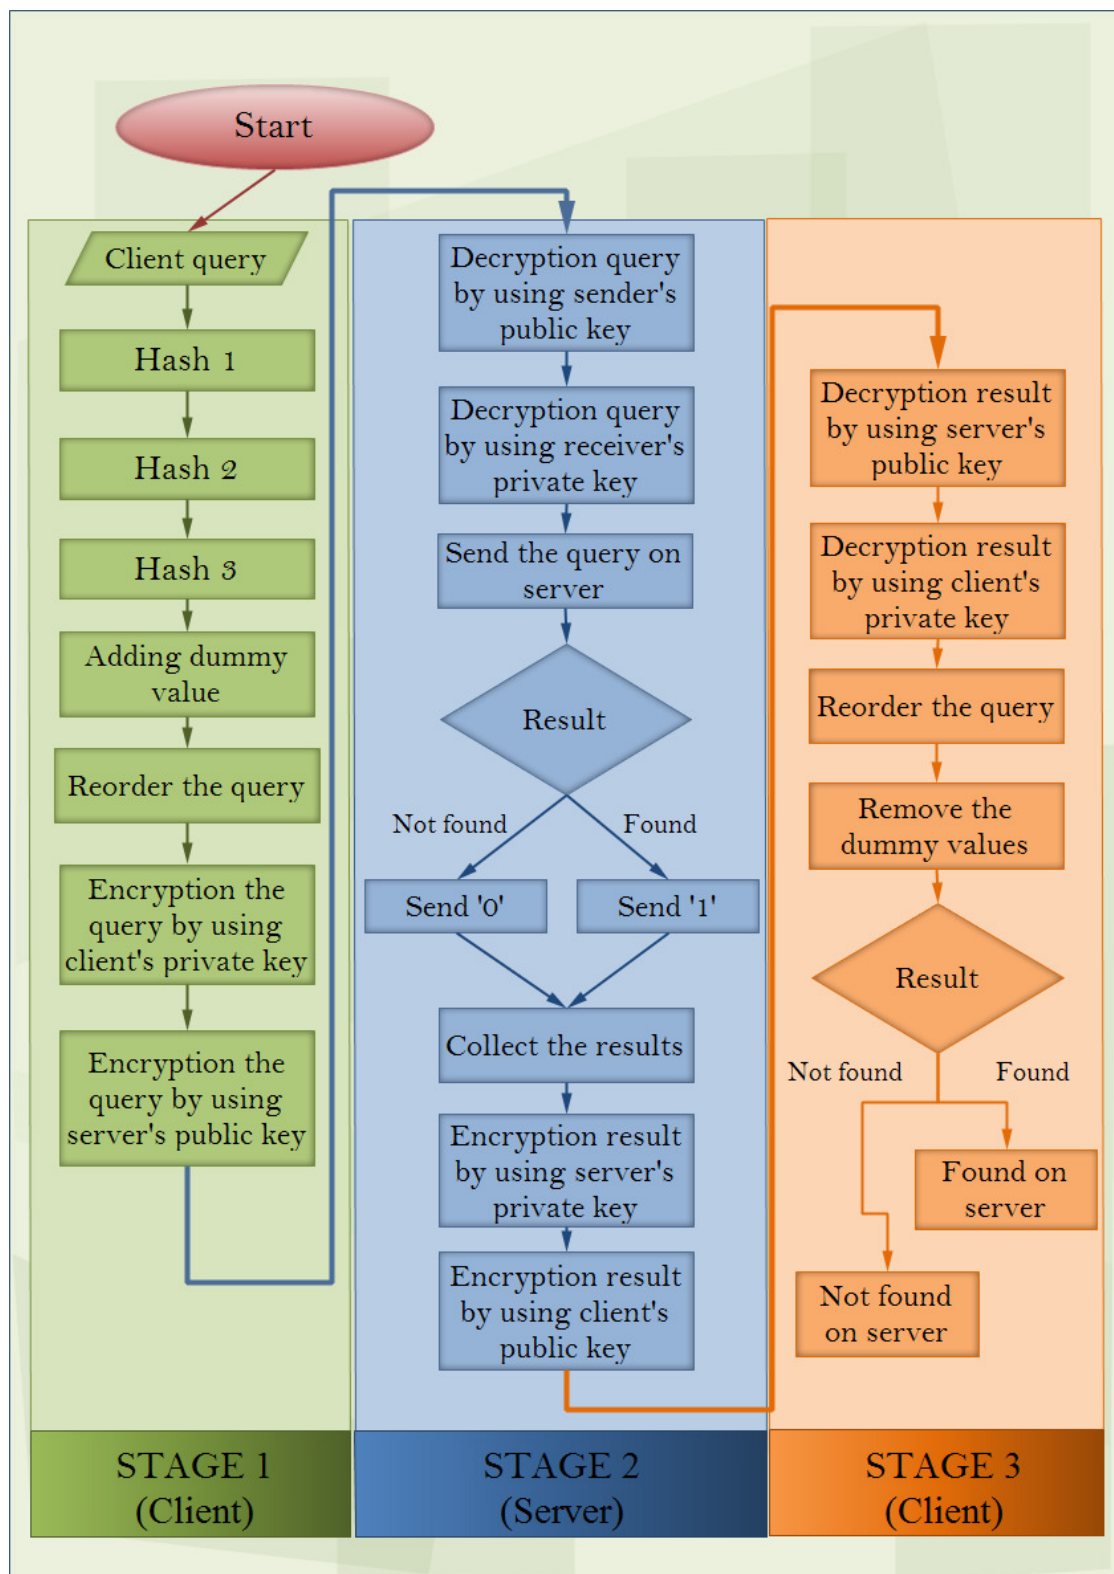 Start
Client query
Hash 1
Hash 2
Hash 3
Adding dummy
value
Reorder the query
Encryption the
query by using
client's private key
Encryption the
query by using
server's public key
STAGE 1
(Client)
Decryption query
by using sender's
public key
Decryption query
by using receiver's
private key
Send the query on
server
Result
Not found
Found
Send '0'
Send '1'
Collect the results
Encryption result
by using server's
private key
Encryption result
by using client's
public key
STAGE 2
(Server)
Decryption result
by using server's
public key
Decryption result
by using client's
private key
Reorder the query
Remove the
dummy values
Result
Not found
Found
Found on
server
Not found
on server
STAGE 3
(Client)